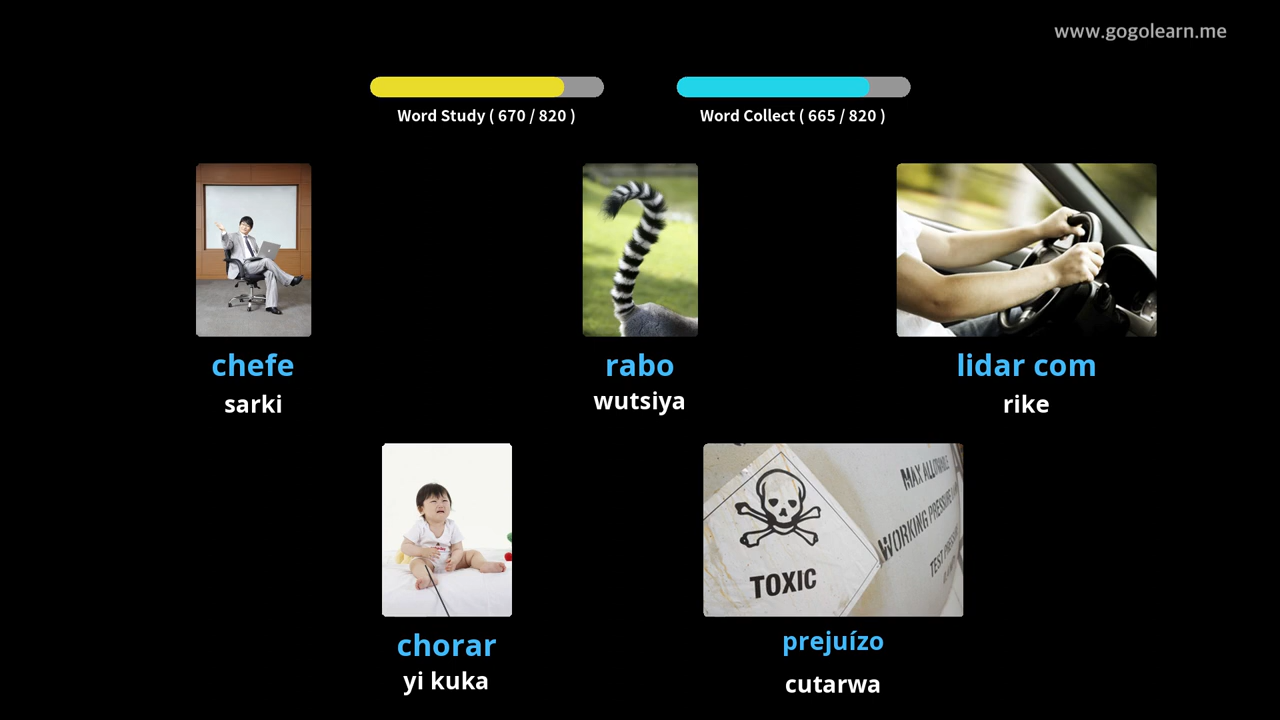 www.gogolearn.me
Word Study ( 670 / 820 )
Word Collect ( 665 / 820 )
chefe
sarki
rabo
wutsiya
lidar com
rike
TOXIC
MAX ALLOWABLE
WORKING PRESSURE
TEST PRESSURE
chorar
yi kuka
prejuízo
cutarwa